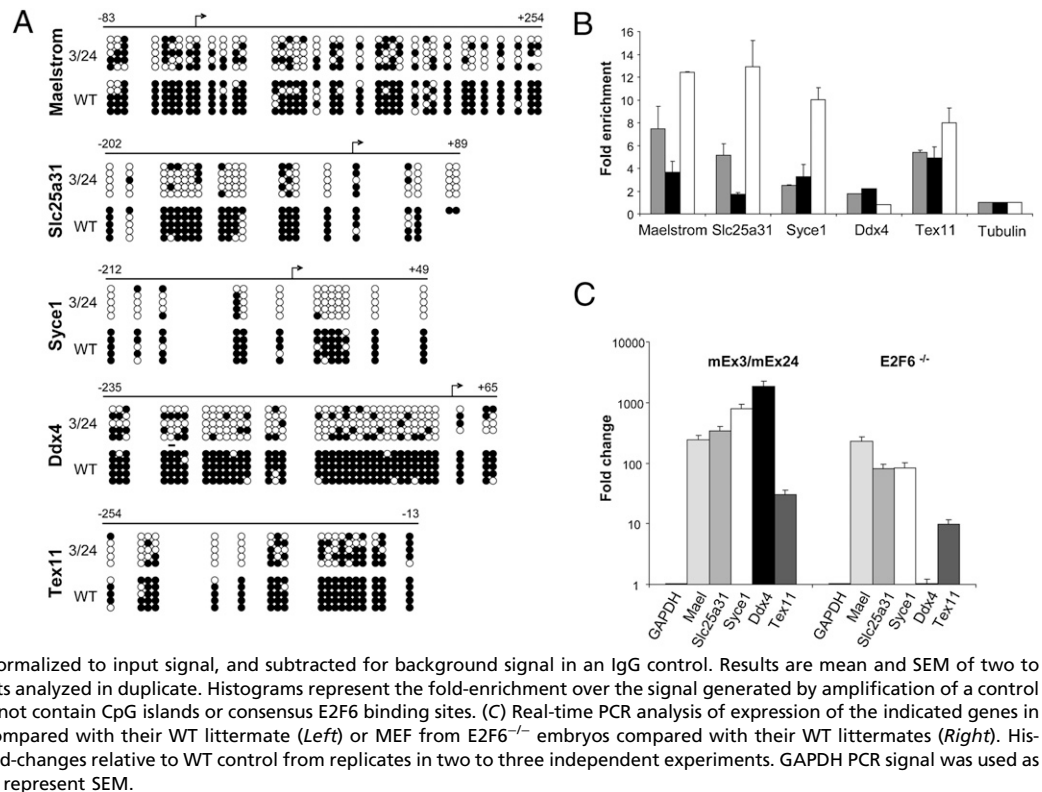 A
-83 +254
Maelstrom
3/24
WT
-202 +89
Slc25a31
3/24
WT
-212 +49
Syce1
3/24
WT
-235 +65
Ddx4
3/24
WT
-254 -13
Tex11
3/24
WT
B
Fold enrichment
16
14
12
10
8
6
4
2
0
Maelstrom Slc25a31 Syce1 Ddx4 Tex11 Tubulin
C
mEx3/mEx24 E2F6 -/-
Fold change
10000
1000
100
10
1
GAPDH Mael Slc25a31 Syce1 Ddx4 Tex11 GAPDH Mael Slc25a31 Syce1 Ddx4 Tex11
ormalized to input signal, and subtracted for background signal in an IgG control. Results are mean and SEM of two to
ts analyzed in duplicate. Histograms represent the fold-enrichment over the signal generated by amplification of a control
not contain CpG islands or consensus E2F6 binding sites. (C) Real-time PCR analysis of expression of the indicated genes in
ompared with their WT littermate (Left) or MEF from E2F6−/− embryos compared with their WT littermates (Right). His-
d-changes relative to WT control from replicates in two to three independent experiments. GAPDH PCR signal was used as
represent SEM.